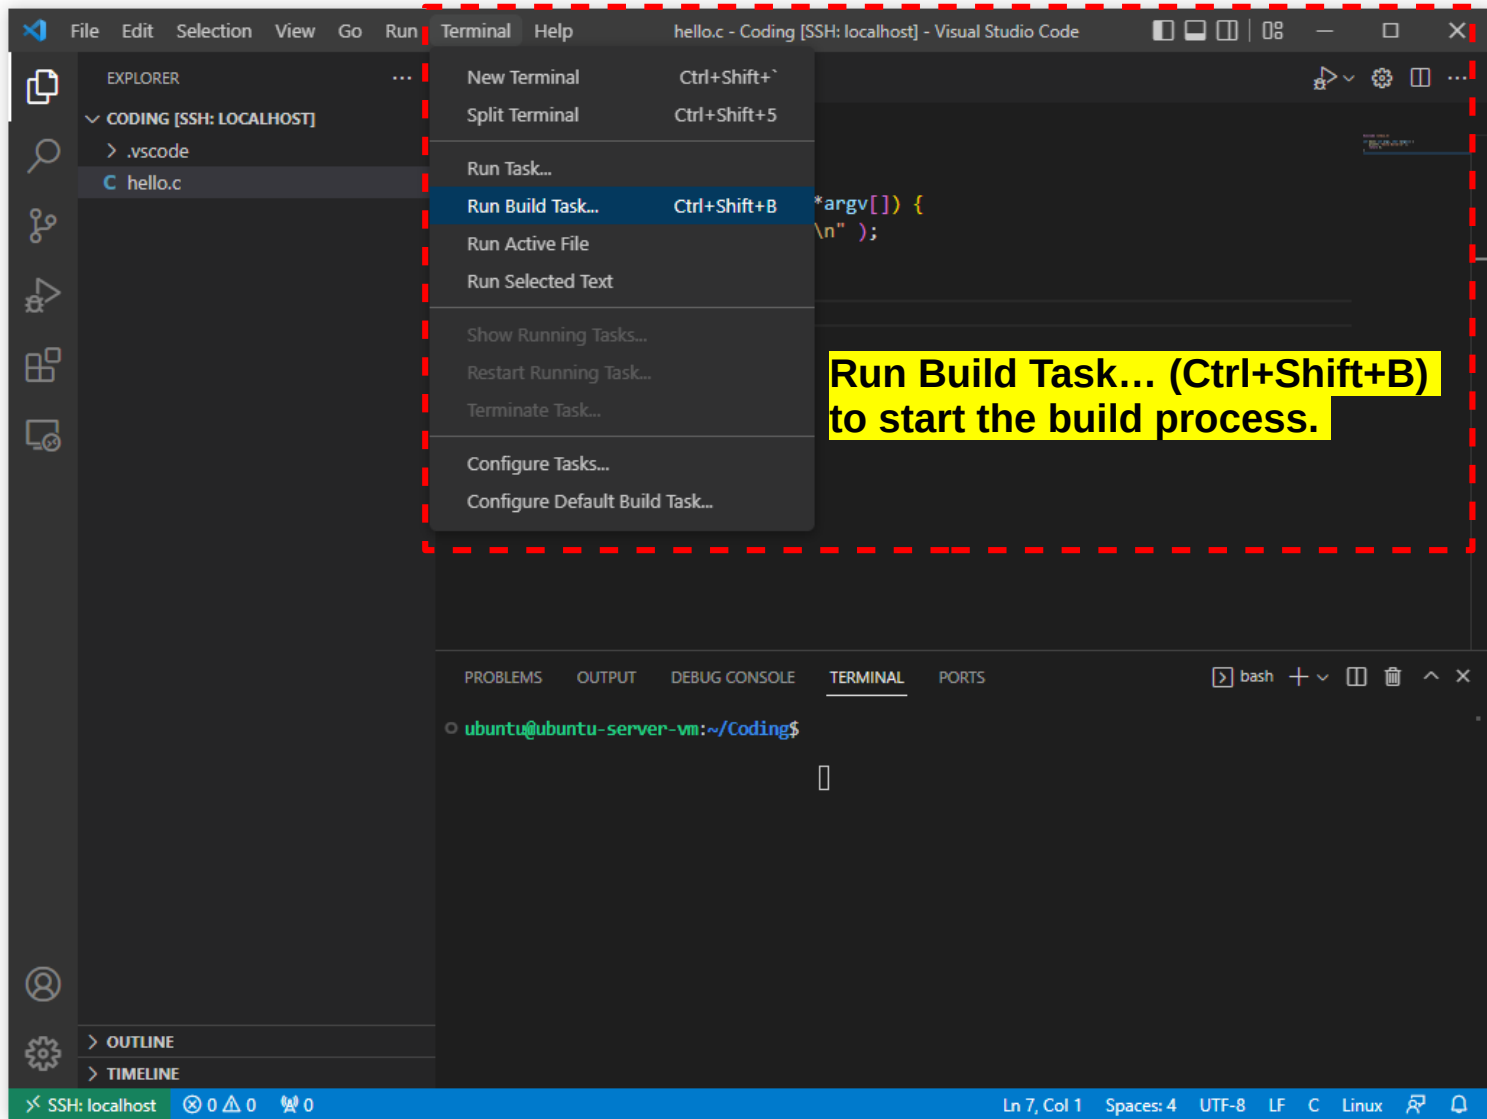 File Edit Selection View Go Run Terminal Help hello.c - Coding [SSH: localhost] - Visual Studio Code
EXPLORER
CODING [SSH: LOCALHOST]
.vscode
C hello.c
New Terminal Ctrl+Shift+`
Split Terminal Ctrl+Shift+5
Run Task...
Run Build Task... Ctrl+Shift+B
Run Active File
Run Selected Text
Show Running Tasks...
Restart Running Task...
Terminate Task...
Configure Tasks...
Configure Default Build Task...
*argv[]) {
\n" );
Run Build Task… (Ctrl+Shift+B)
to start the build process.
PROBLEMS OUTPUT DEBUG CONSOLE TERMINAL PORTS bash
ubuntu@ubuntu-server-vm:~/Coding$
OUTLINE
TIMELINE
SSH: localhost 0 0 0 Ln 7, Col 1 Spaces: 4 UTF-8 LF C Linux